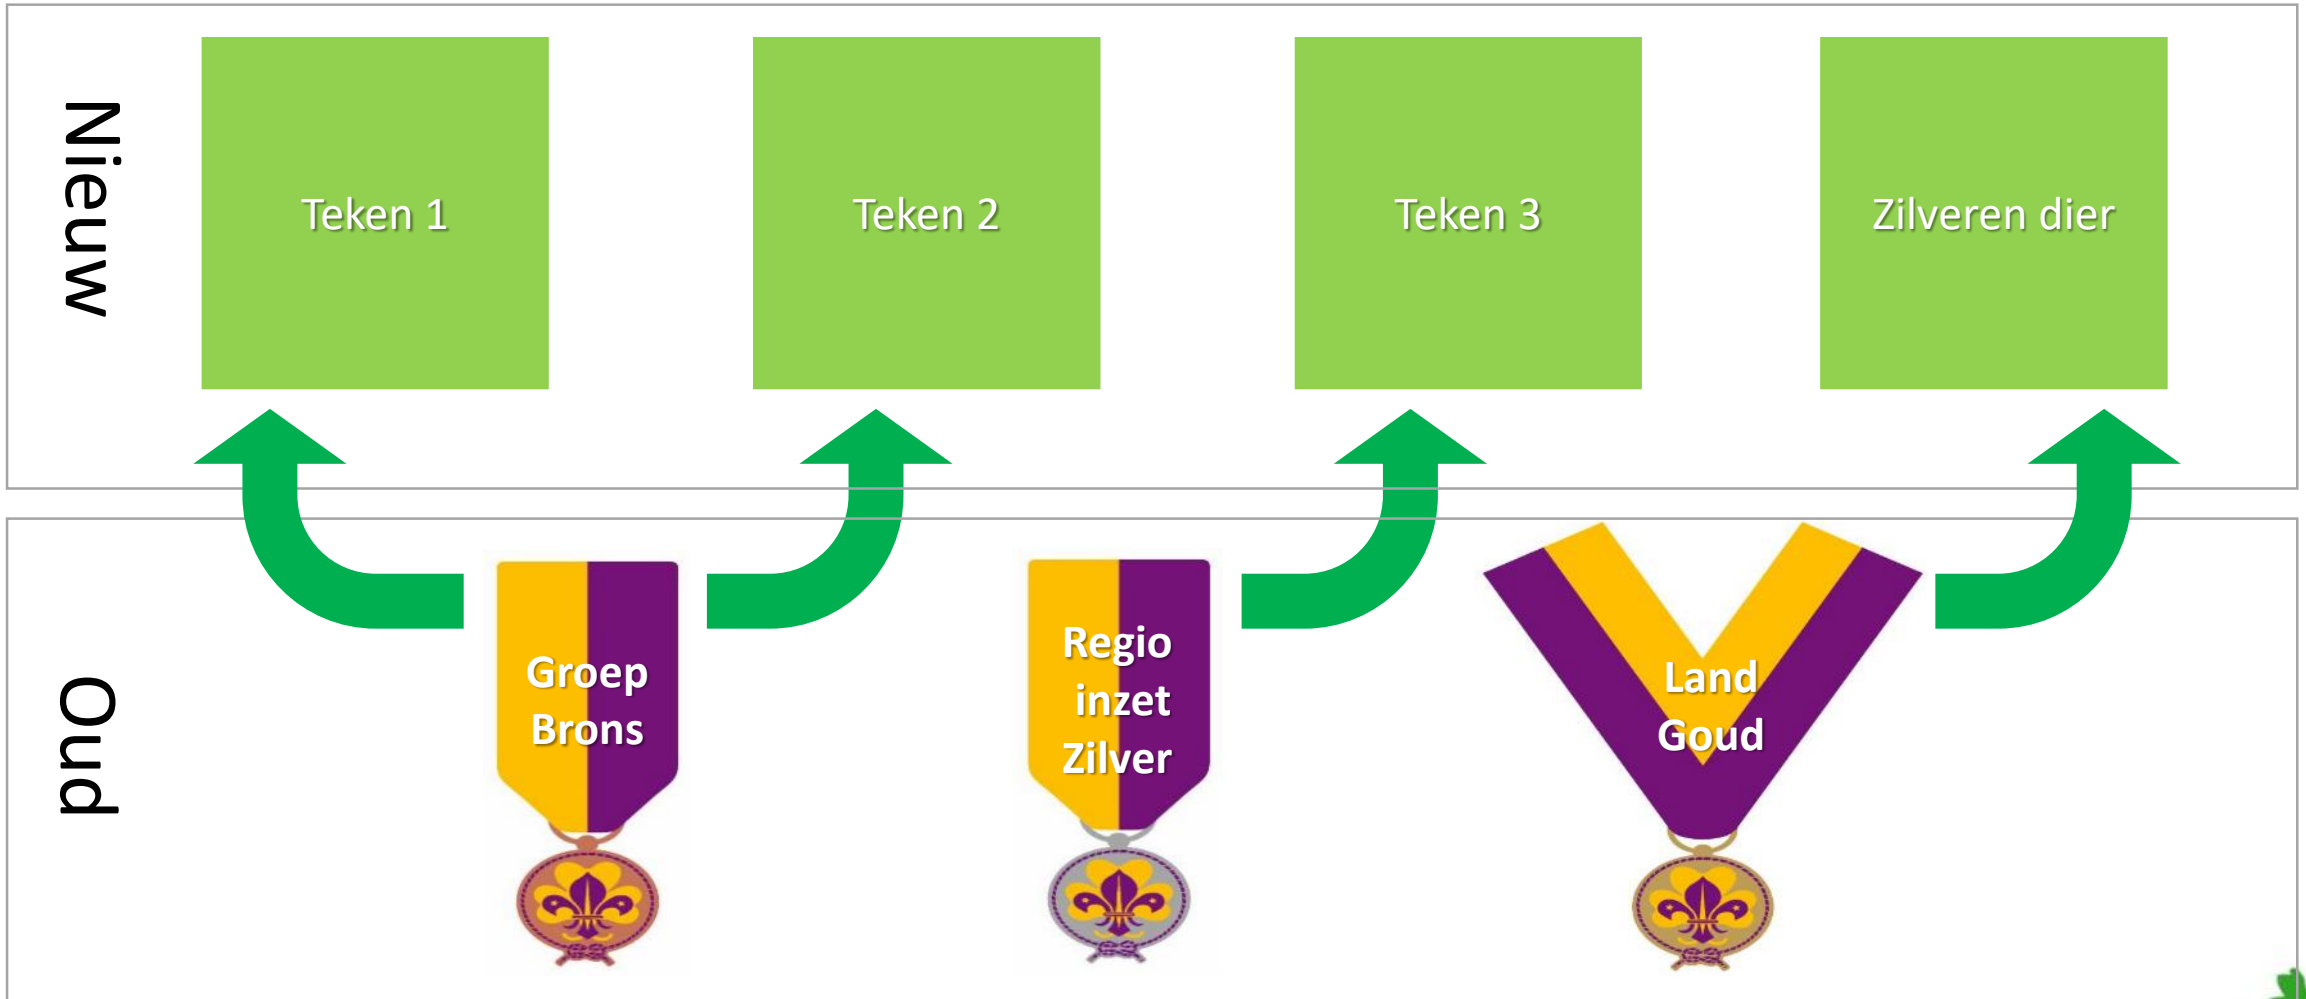 Nieuw
Teken 1
Teken 2
Teken 3
Zilveren dier
Oud
Groep
Brons
Regio
inzet
Zilver
Land
Goud